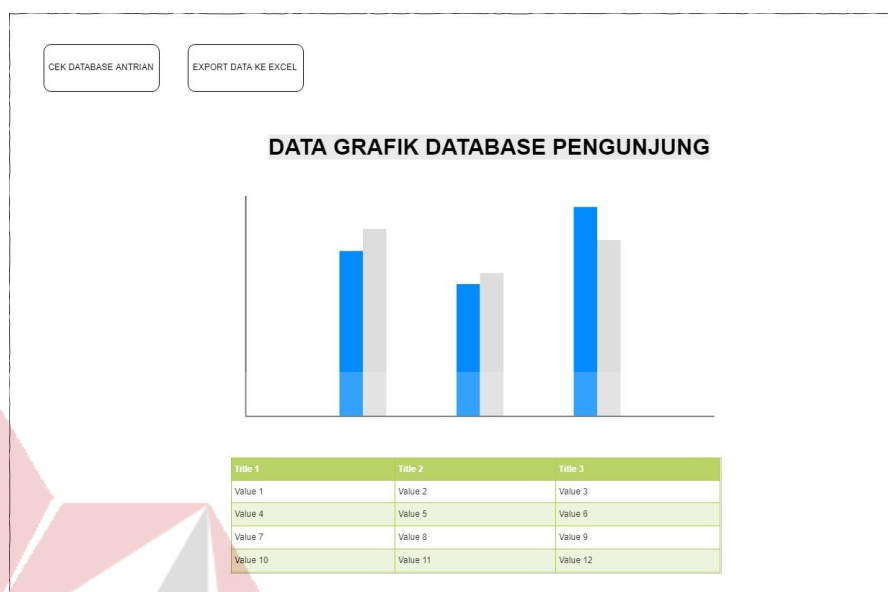 CEK DATABASE ANTRIAN EXPORT DATA KE EXCEL
DATA GRAFIK DATABASE PENGUNJUNG
Title 1 Title 2 Title 3
Value 1 Value 2 Value 3
Value 4 Value 5 Value 6
Value 7 Value 8 Value 9
Value 10 Value 11 Value 12